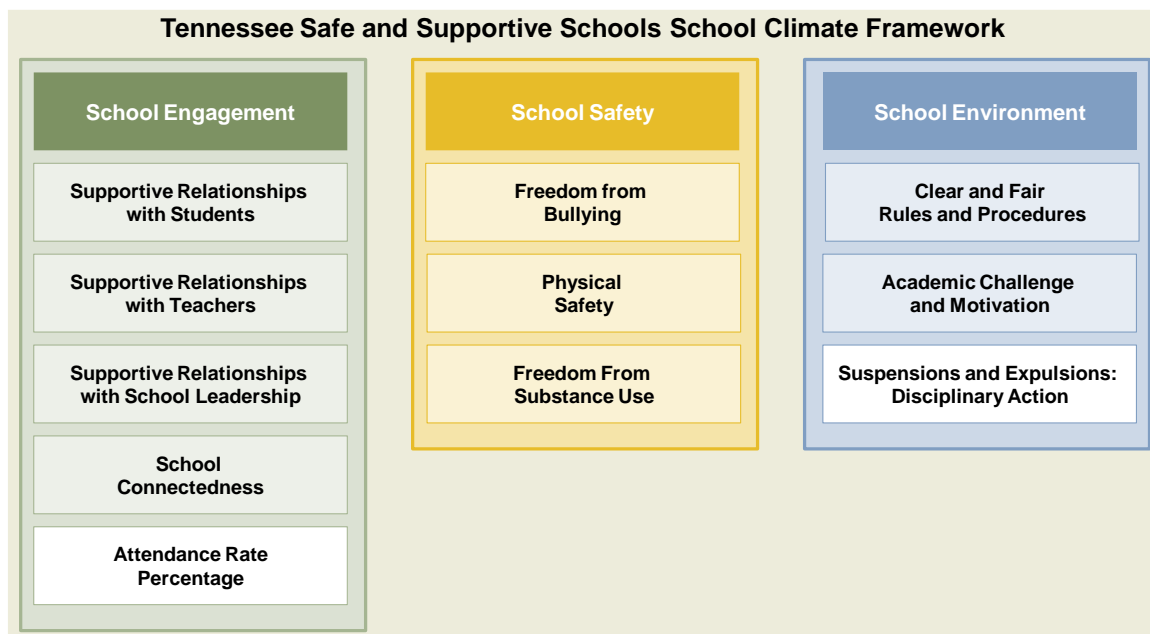 Tennessee Safe and Supportive Schools School Climate Framework
School Engagement
Supportive Relationships
with Students
Supportive Relationships
with Teachers
Supportive Relationships
with School Leadership
School
Connectedness
Attendance Rate
Percentage
School Safety
Freedom from
Bullying
Physical
Safety
Freedom From
Substance Use
School Environment
Clear and Fair
Rules and Procedures
Academic Challenge
and Motivation
Suspensions and Expulsions:
Disciplinary Action